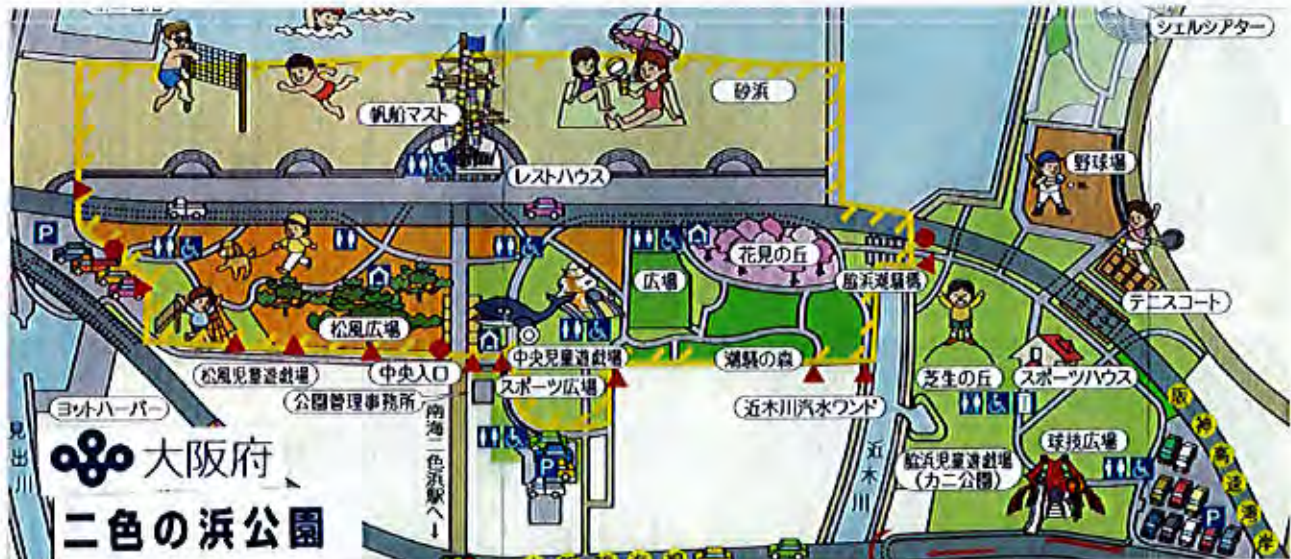 シェルシアター
砂浜
帆船マスト
野球場
レストハウス
P
花見の丘
広場
脇浜潮騒橋
テニスコート
松風広場
中央児童遊戯場
潮騒の森
松風児童遊戯場
中央入口
スポーツ広場
芝生の丘
スポーツハウス
公園管理事務所
近木川汽水ワンド
ヨットハーバー
南海二色浜駅へ
見出川
近木川
阪神高速湾岸
球技広場
脇浜児童遊戯場
(カニ公園)
P
P
大阪府
二色の浜公園